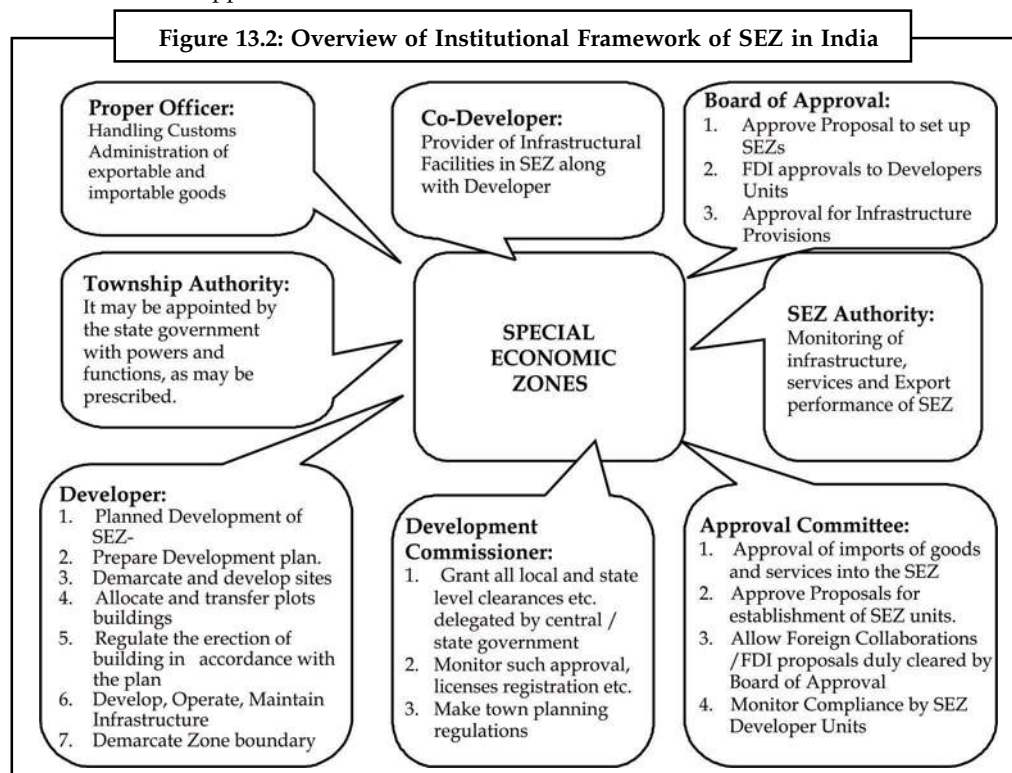 Figure 13.2: Overview of Institutional Framework of SEZ in India
Proper Officer:
Handling Customs
Administration of
exportable and
importable goods
Co-Developer:
Provider of Infrastructural
Facilities in SEZ along
with Developer
Board of Approval:
1. Approve Proposal to set up
SEZs
2. FDI approvals to Developers
Units
3. Approval for Infrastructure
Provisions
Township Authority:
It may be appointed by
the state government
with powers and
functions, as may be
prescribed.
SPECIAL
ECONOMIC
ZONES
SEZ Authority:
Monitoring of
infrastructure,
services and Export
performance of SEZ
Developer:
1. Planned Development of
SEZ-
2. Prepare Development plan.
3. Demarcate and develop sites
4. Allocate and transfer plots
buildings
5. Regulate the erection of
building in accordance with
the plan
6. Develop, Operate, Maintain
Infrastructure
7. Demarcate Zone boundary
Development
Commissioner:
1. Grant all local and state
level clearances etc.
delegated by central /
state government
2. Monitor such approval,
licenses registration etc.
3. Make town planning
regulations
Approval Committee:
1. Approval of imports of goods
and services into the SEZ
2. Approve Proposals for
establishment of SEZ units.
3. Allow Foreign Collaborations
/FDI proposals duly cleared by
Board of Approval
4. Monitor Compliance by SEZ
Developer Units